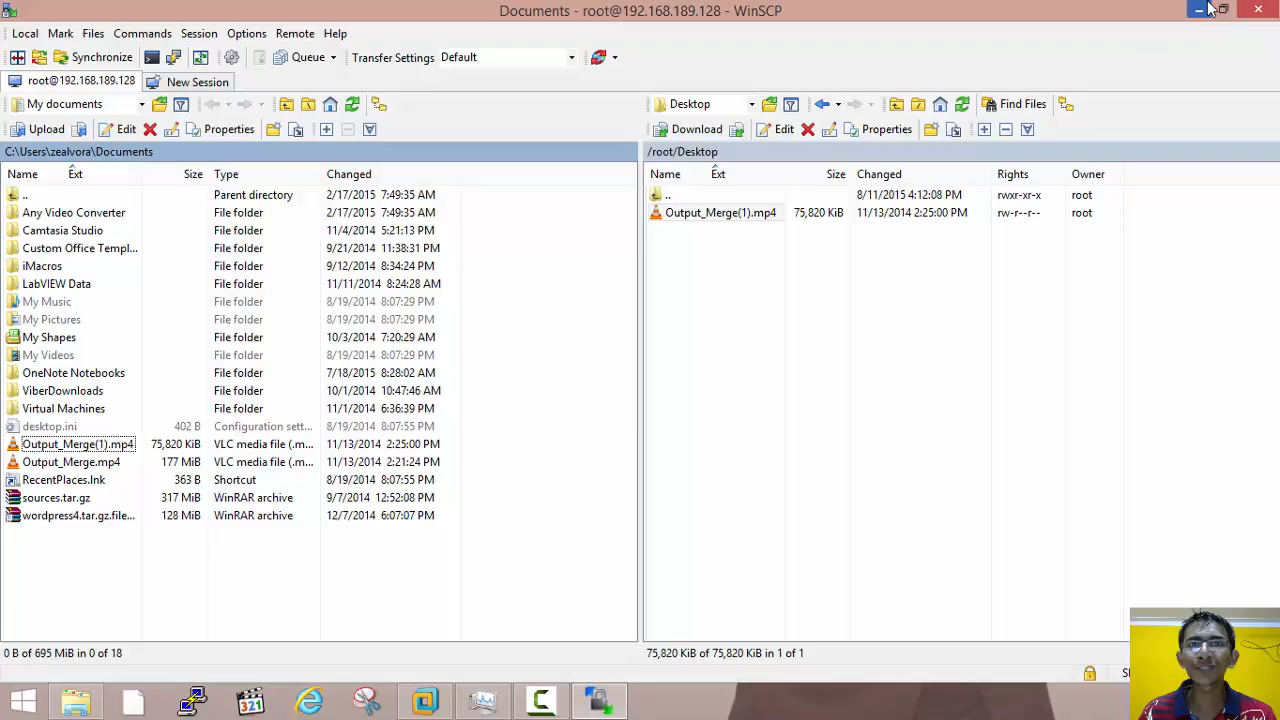 Documents - root@192.168.189.128 - WinSCP
Local Mark Files Commands Session Options Remote Help
Synchronize Queue Transfer Settings Default
root@192.168.189.128 New Session
My documents Desktop Find Files
Upload Edit Properties Download Edit Properties
C:\Users\zealvora\Documents /root/Desktop
Name Ext Size Type Changed Name Ext Size Changed Rights Owner
.. Parent directory 2/17/2015 7:49:35 AM .. 8/11/2015 4:12:08 PM rwxr-xr-x root
Any Video Converter File folder 2/17/2015 7:49:35 AM Output_Merge(1).mp4 75,820 KiB 11/13/2014 2:25:00 PM rw-r--r-- root
Camtasia Studio File folder 11/4/2014 5:21:13 PM
Custom Office Templ... File folder 9/21/2014 11:38:31 PM
iMacros File folder 9/12/2014 8:34:24 PM
LabVIEW Data File folder 11/11/2014 8:24:28 AM
My Music File folder 8/19/2014 8:07:29 PM
My Pictures File folder 8/19/2014 8:07:29 PM
My Shapes File folder 10/3/2014 7:20:29 AM
My Videos File folder 8/19/2014 8:07:29 PM
OneNote Notebooks File folder 7/18/2015 8:28:02 AM
ViberDownloads File folder 10/1/2014 10:47:46 AM
Virtual Machines File folder 11/1/2014 6:36:39 PM
desktop.ini 402 B Configuration sett... 8/19/2014 8:07:55 PM
Output_Merge(1).mp4 75,820 KiB VLC media file (.m... 11/13/2014 2:25:00 PM
Output_Merge.mp4 177 MiB VLC media file (.m... 11/13/2014 2:21:24 PM
RecentPlaces.lnk 363 B Shortcut 8/19/2014 8:07:55 PM
sources.tar.gz 317 MiB WinRAR archive 9/7/2014 12:52:08 PM
wordpress4.tar.gz.file... 128 MiB WinRAR archive 12/7/2014 6:07:07 PM
0 B of 695 MiB in 0 of 18 75,820 KiB of 75,820 KiB in 1 of 1
321